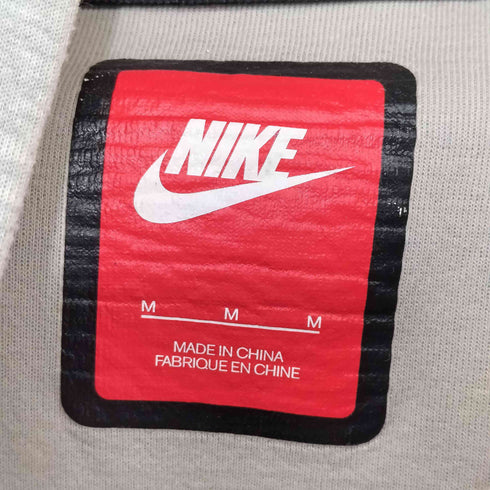 NIKE
M M M
MADE IN CHINA
FABRIQUE EN CHINE